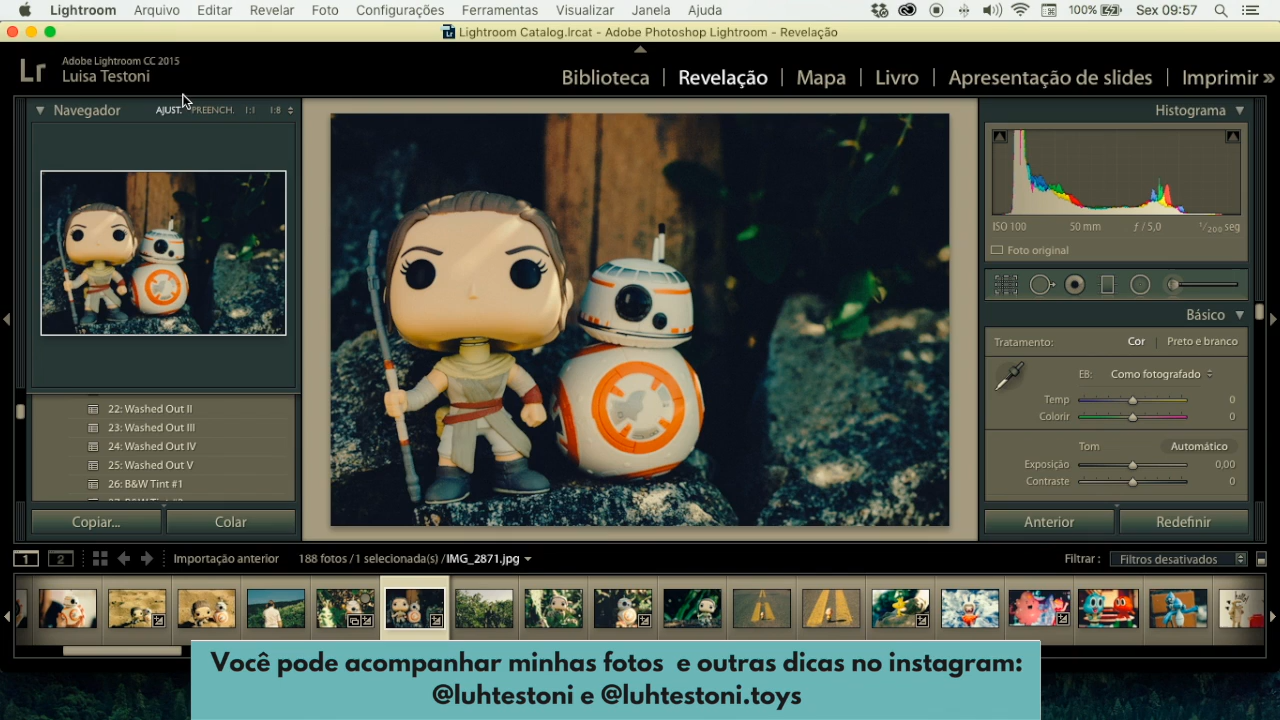 Lightroom Arquivo Editar Revelar Foto Configurações Ferramentas Visualizar Janela Ajuda 100% Sex 09:57
Lightroom Catalog.lrcat - Adobe Photoshop Lightroom - Revelação
Lr
Adobe Lightroom CC 2015
Luisa Testoni
Biblioteca | Revelação | Mapa | Livro | Apresentação de slides | Imprimir
Navegador AJUST. PREENCH. 1:1 1:8
22: Washed Out II
23: Washed Out III
24: Washed Out IV
25: Washed Out V
26: B&W Tint #1
Copiar... Colar
Histograma
ISO 100 50 mm ƒ / 5,0 1/200 seg
Foto original
Básico
Tratamento: Cor Preto e branco
EB: Como fotografado
Temp 0
Colorir 0
Tom Automático
Exposição 0,00
Contraste 0
Anterior Redefinir
1 2 Importação anterior 188 fotos /1 selecionada(s) /IMG_2871.jpg Filtrar : Filtros desativados
Você pode acompanhar minhas fotos e outras dicas no instagram:
@luhtestoni e @luhtestoni.toys